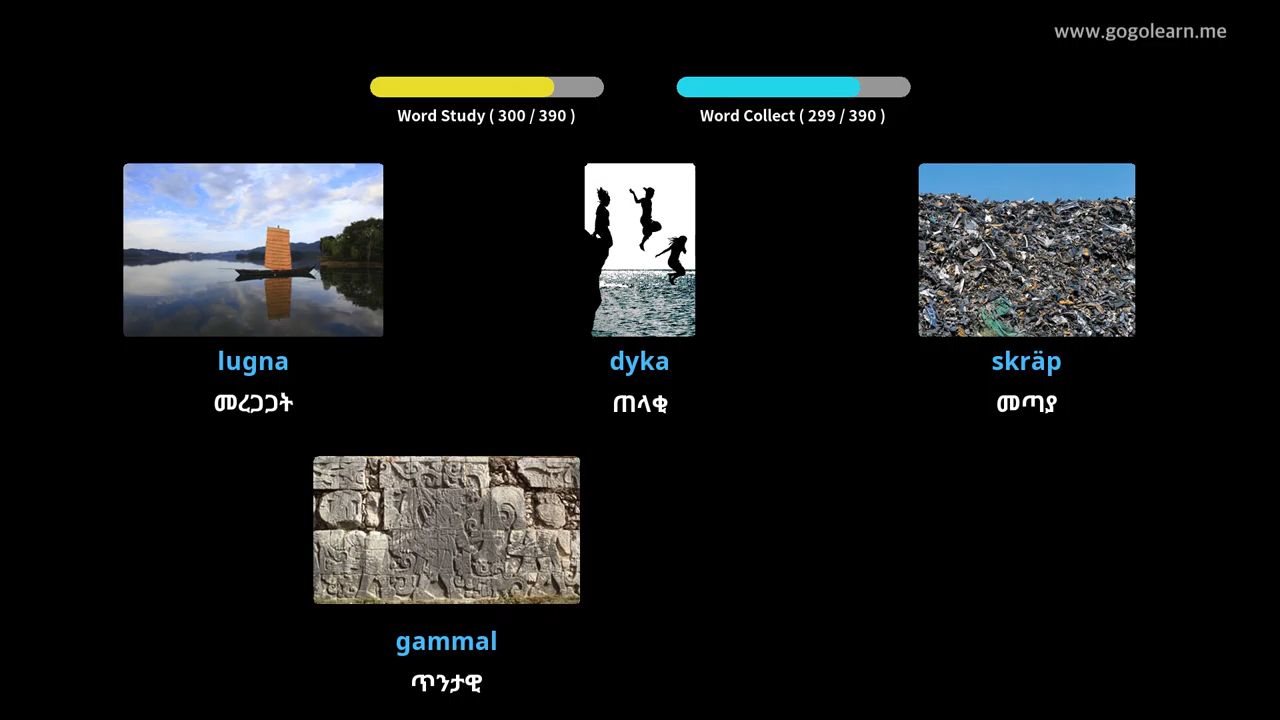 www.gogolearn.me
Word Study ( 300 / 390 )
Word Collect ( 299 / 390 )
lugna
dyka
skräp
መረጋጋት
ጠላቂ
መጣያ
gammal
ጥንታዊ